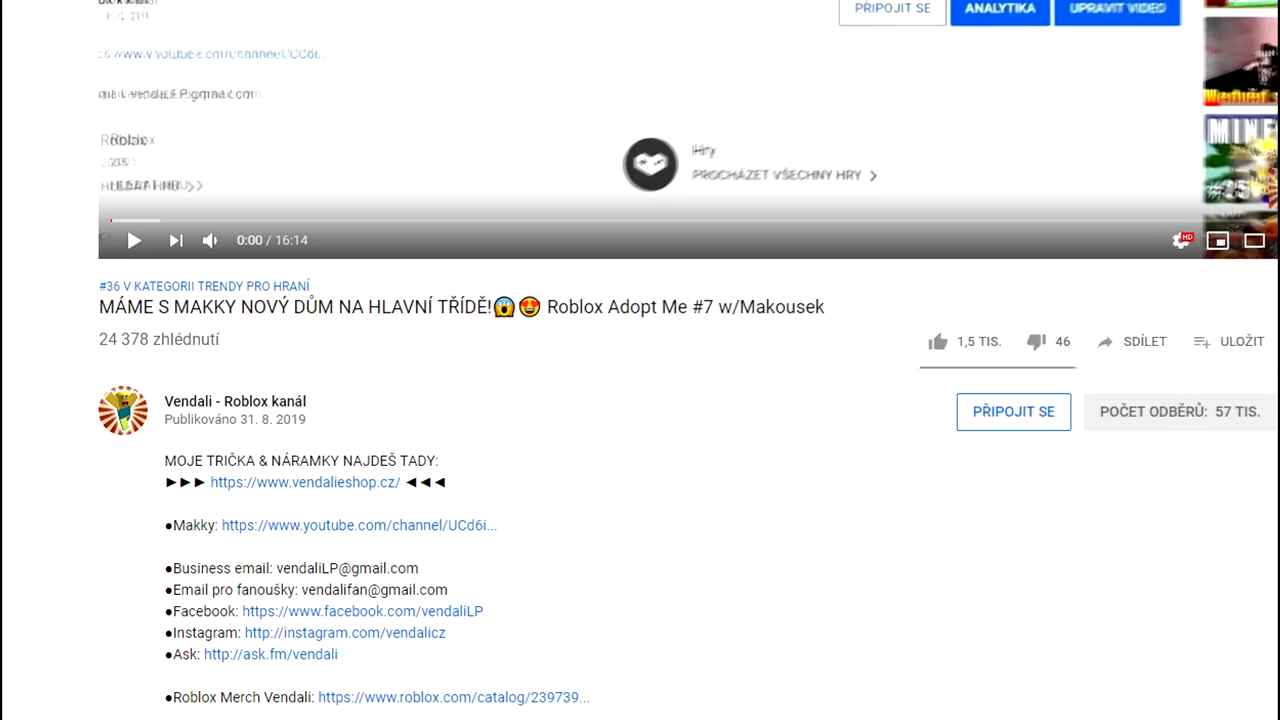 PŘIPOJIT SE
ANALYTIKA
UPRAVIT VIDEO
Roblox
Hry
PROCHÁZET VŠECHNY HRY
0:00 / 16:14
HD
#36 V KATEGORII TRENDY PRO HRANÍ
MÁME S MAKKY NOVÝ DŮM NA HLAVNÍ TŘÍDĚ!😱😍 Roblox Adopt Me #7 w/Makousek
24 378 zhlédnutí
1,5 TIS.
46
SDÍLET
ULOŽIT
Vendali - Roblox kanál
Publikováno 31. 8. 2019
PŘIPOJIT SE
POČET ODBĚRŮ: 57 TIS.
MOJE TRIČKA & NÁRAMKY NAJDEŠ TADY:
►►► https://www.vendalieshop.cz/ ◄◄◄
●Makky: https://www.youtube.com/channel/UCd6i...
●Business email: vendaliLP@gmail.com
●Email pro fanoušky: vendalifan@gmail.com
●Facebook: https://www.facebook.com/vendaliLP
●Instagram: http://instagram.com/vendalicz
●Ask: http://ask.fm/vendali
●Roblox Merch Vendali: https://www.roblox.com/catalog/239739...